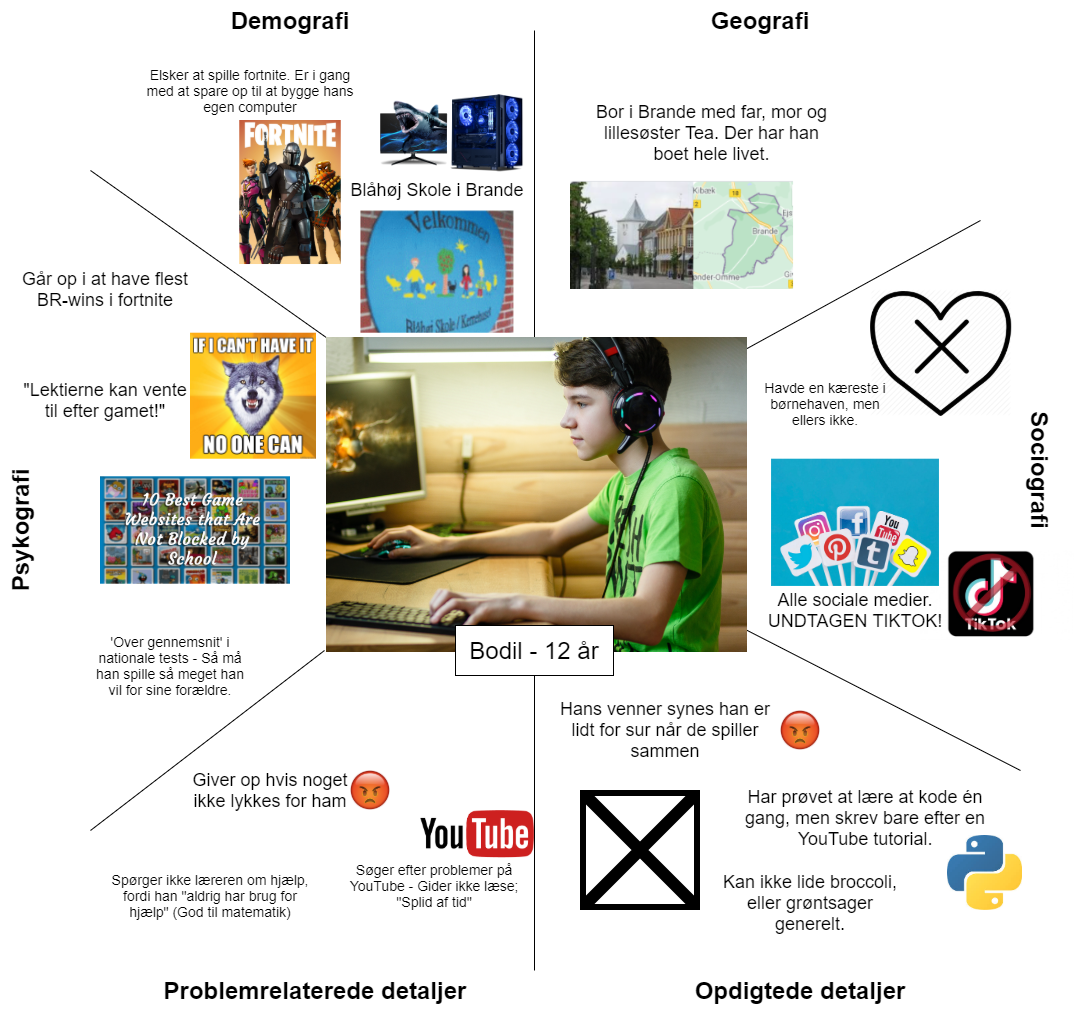 Demografi
Geografi
Elsker at spille fortnite. Er i gang
med at spare op til at bygge hans
egen computer
FORTNITE
Blåhøj Skole i Brande
Velkommen
Blåhøj Skole /
Bor i Brande med far, mor og
lillesøster Tea. Der har han
boet hele livet.
Kibæk
18
2
Ejs
Brande
ønder-Omme
Gi
Går op i at have flest
BR-wins i fortnite
"Lektierne kan vente
til efter gamet!"
IF I CAN'T HAVE IT
NO ONE CAN
10 Best Game
Websites that Are
Not Blocked by
School
Psykografi
'Over gennemsnit' i
nationale tests - Så må
han spille så meget han
vil for sine forældre.
Havde en kæreste i
børnehaven, men
ellers ikke.
Sociografi
You
Tube
Alle sociale medier.
UNDTAGEN TIKTOK!
TikTok
Bodil - 12 år
Giver op hvis noget
ikke lykkes for ham
YouTube
Søger efter problemer på
YouTube - Gider ikke læse;
"Splid af tid"
Spørger ikke læreren om hjælp,
fordi han "aldrig har brug for
hjælp" (God til matematik)
Hans venner synes han er
lidt for sur når de spiller
sammen
Har prøvet at lære at kode én
gang, men skrev bare efter en
YouTube tutorial.
Kan ikke lide broccoli,
eller grøntsager
generelt.
Problemrelaterede detaljer
Opdigtede detaljer